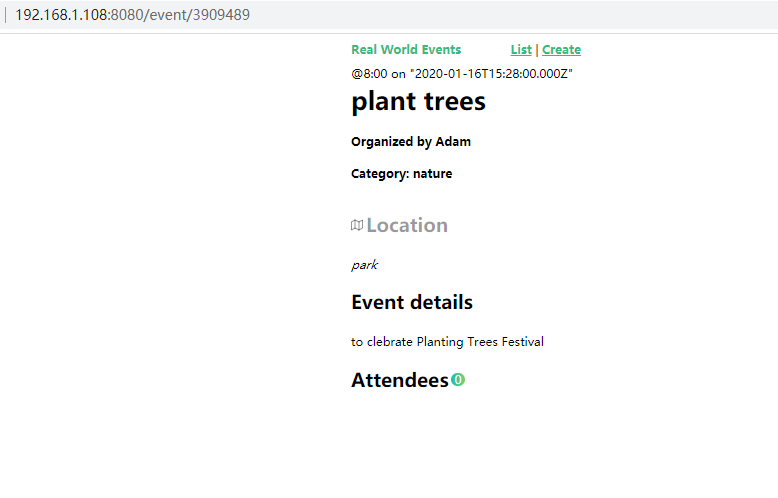 192.168.1.108:8080/event/3909489
Real World Events List | Create
@8:00 on "2020-01-16T15:28:00.000Z"
plant trees
Organized by Adam
Category: nature
Location
park
Event details
to clebrate Planting Trees Festival
Attendees 0